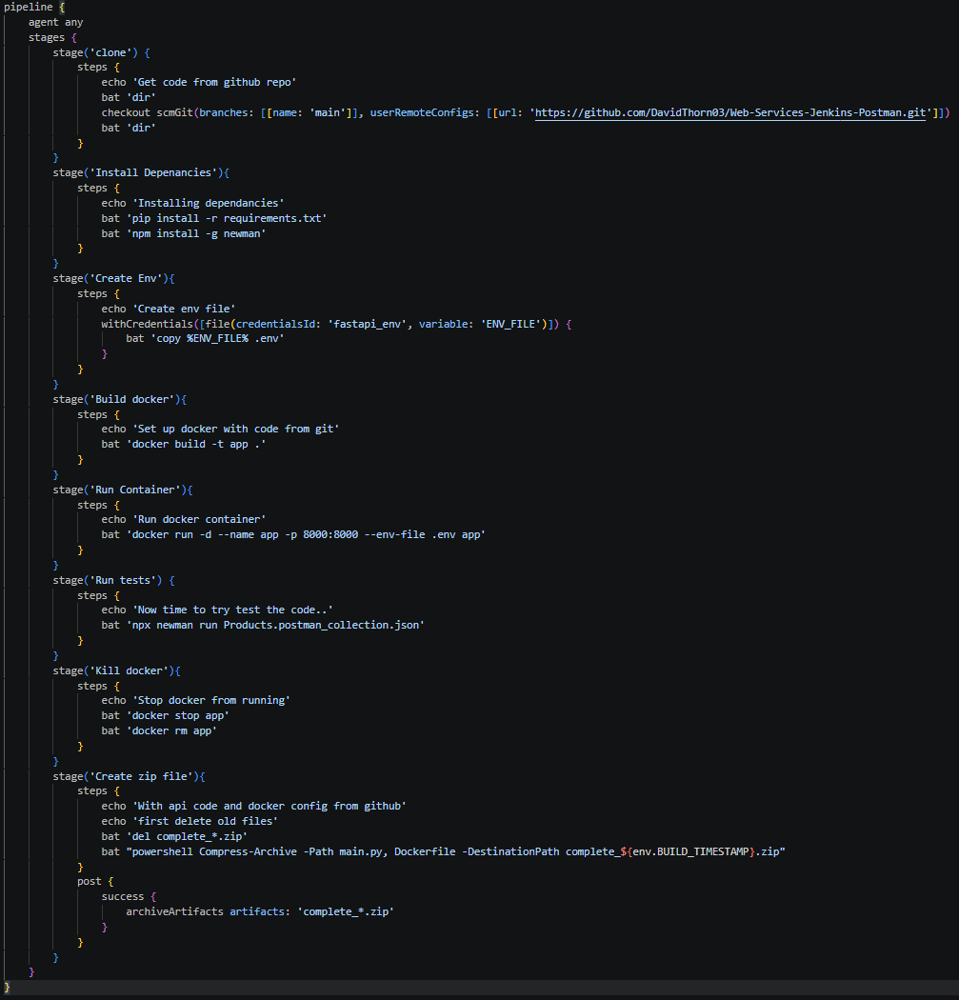 pipeline {
    agent any
    stages {
        stage('clone') {
            steps {
                echo 'Get code from github repo'
                bat 'dir'
                checkout scmGit(branches: [[name: 'main']], userRemoteConfigs: [[url: 'https://github.com/DavidThorn03/Web-Services-Jenkins-Postman.git']])
                bat 'dir'
            }
        }
        stage('Install Depenancies'){
            steps {
                echo 'Installing dependancies'
                bat 'pip install -r requirements.txt'
                bat 'npm install -g newman'
            }
        }
        stage('Create Env'){
            steps {
                echo 'Create env file'
                withCredentials([file(credentialsId: 'fastapi_env', variable: 'ENV_FILE')]) {
                    bat 'copy %ENV_FILE% .env'
                }
            }
        }
        stage('Build docker'){
            steps {
                echo 'Set up docker with code from git'
                bat 'docker build -t app .'
            }
        }
        stage('Run Container'){
            steps {
                echo 'Run docker container'
                bat 'docker run -d --name app -p 8000:8000 --env-file .env app'
            }
        }
        stage('Run tests') {
            steps {
                echo 'Now time to try test the code..'
                bat 'npx newman run Products.postman_collection.json'
            }
        }
        stage('Kill docker'){
            steps {
                echo 'Stop docker from running'
                bat 'docker stop app'
                bat 'docker rm app'
            }
        }
        stage('Create zip file'){
            steps {
                echo 'With api code and docker config from github'
                echo 'first delete old files'
                bat 'del complete_*.zip'
                bat "powershell Compress-Archive -Path main.py, Dockerfile -DestinationPath complete_${env.BUILD_TIMESTAMP}.zip"
            }
            post {
                success {
                    archiveArtifacts artifacts: 'complete_*.zip'
                }
            }
        }
    }
}